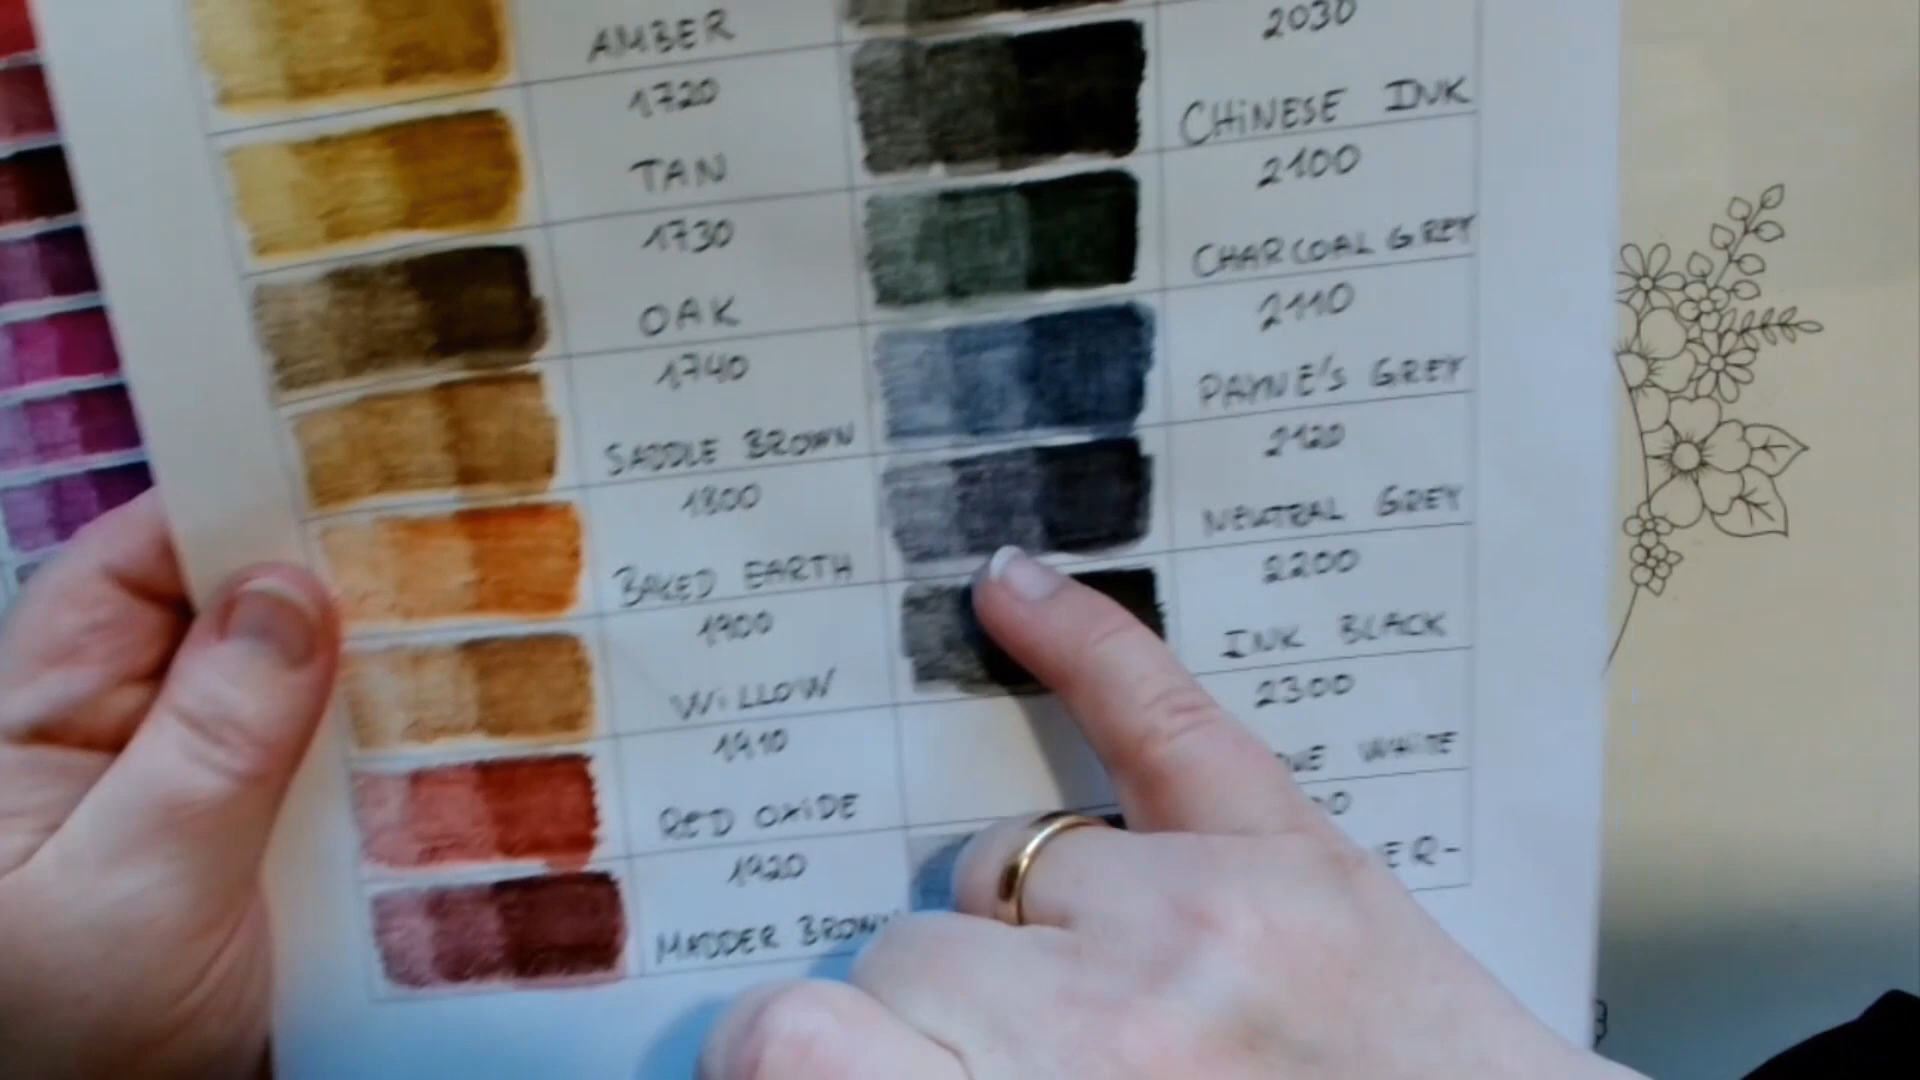 AMBER
1720
TAN
1730
OAK
1740
SADDLE BROWN
1800
BAKED EARTH
1900
WiLLOW
1910
RED OXiDE
1920
MADDER BROWN
2030
CHiNESE INK
2100
CHARCOAL GREY
2110
PAYNE'S GREY
2120
NEUTRAL GREY
2200
INK BLACK
2300
WHiTE